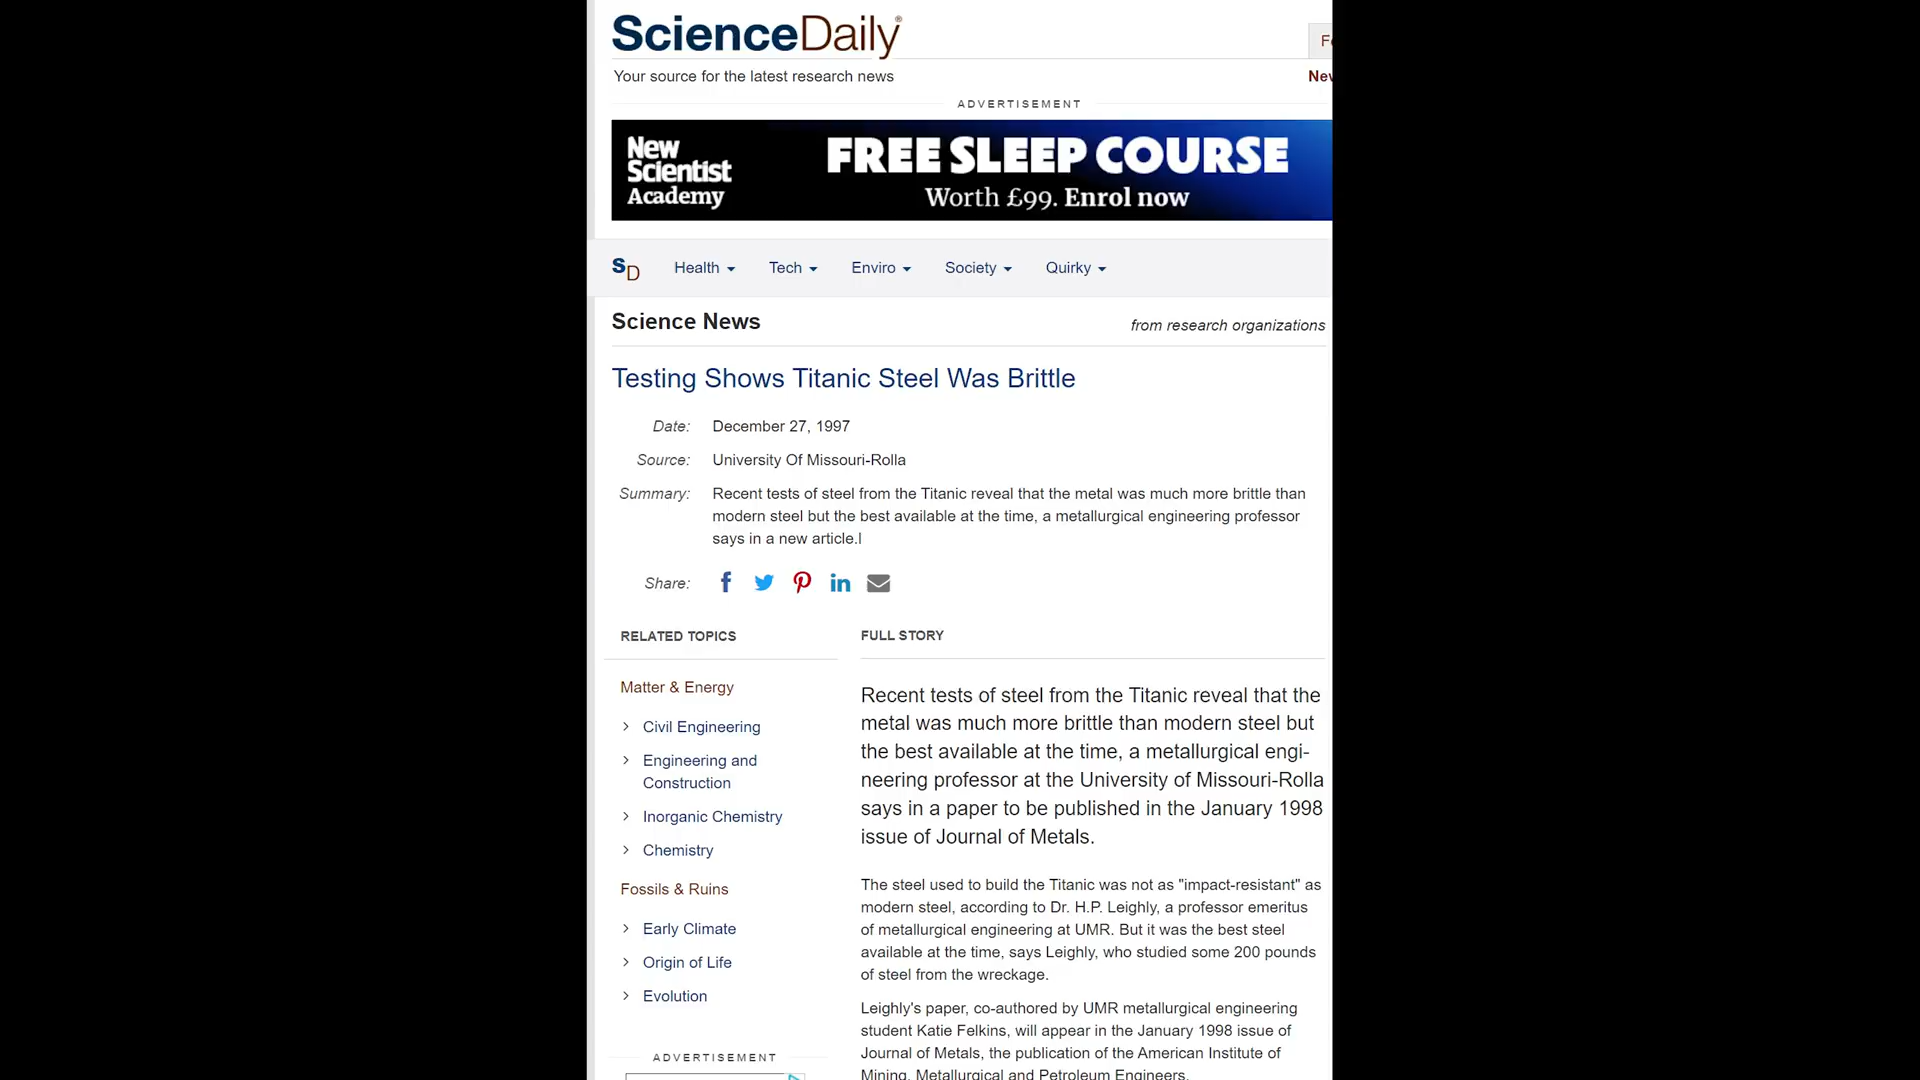 ScienceDaily®
Fe
Your source for the latest research news
New
ADVERTISEMENT
New
Scientist
Academy
FREE SLEEP COURSE
Worth £99. Enrol now
SD
Health
Tech
Enviro
Society
Quirky
Science News
from research organizations
Testing Shows Titanic Steel Was Brittle
Date: December 27, 1997
Source: University Of Missouri-Rolla
Summary: Recent tests of steel from the Titanic reveal that the metal was much more brittle than
modern steel but the best available at the time, a metallurgical engineering professor
says in a new article.l
Share:
RELATED TOPICS
Matter & Energy
Civil Engineering
Engineering and
Construction
Inorganic Chemistry
Chemistry
Fossils & Ruins
Early Climate
Origin of Life
Evolution
ADVERTISEMENT
FULL STORY
Recent tests of steel from the Titanic reveal that the
metal was much more brittle than modern steel but
the best available at the time, a metallurgical engi-
neering professor at the University of Missouri-Rolla
says in a paper to be published in the January 1998
issue of Journal of Metals.
The steel used to build the Titanic was not as "impact-resistant" as
modern steel, according to Dr. H.P. Leighly, a professor emeritus
of metallurgical engineering at UMR. But it was the best steel
available at the time, says Leighly, who studied some 200 pounds
of steel from the wreckage.
Leighly's paper, co-authored by UMR metallurgical engineering
student Katie Felkins, will appear in the January 1998 issue of
Journal of Metals, the publication of the American Institute of
Mining, Metallurgical and Petroleum Engineers.